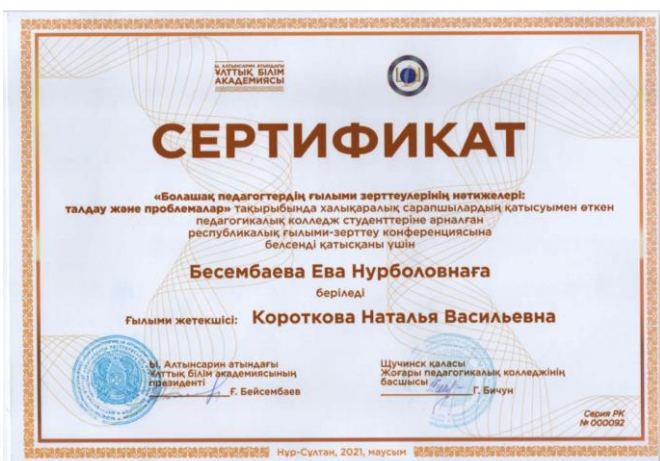 Ы. АЛТЫНСАРИН АТЫНДАҒЫ
ҰЛТТЫҚ БІЛІМ
АКАДЕМИЯСЫ
СЕРТИФИКАТ
«Болашақ педагогтердің ғылыми зерттеулерінің нәтижелері:
талдау және проблемалар» тақырыбында халықаралық сарапшылардың қатысуымен өткен
педагогикалық колледж студенттеріне арналған
республикалық ғылыми-зерттеу конференциясына
белсенді қатысқаны үшін
Бесембаева Ева Нурболовнаға
беріледі
Ғылыми жетекшісі: Короткова Наталья Васильевна
Ы. Алтынсарин атындағы
Ұлттық білім академиясының
президенті
Ғ. Бейсембаев
Щучинск қаласы
Жоғары педагогикалық колледжінің
басшысы
Г. Бичун
Серия РК
№ 000092
Нұр-Сұлтан, 2021, маусым